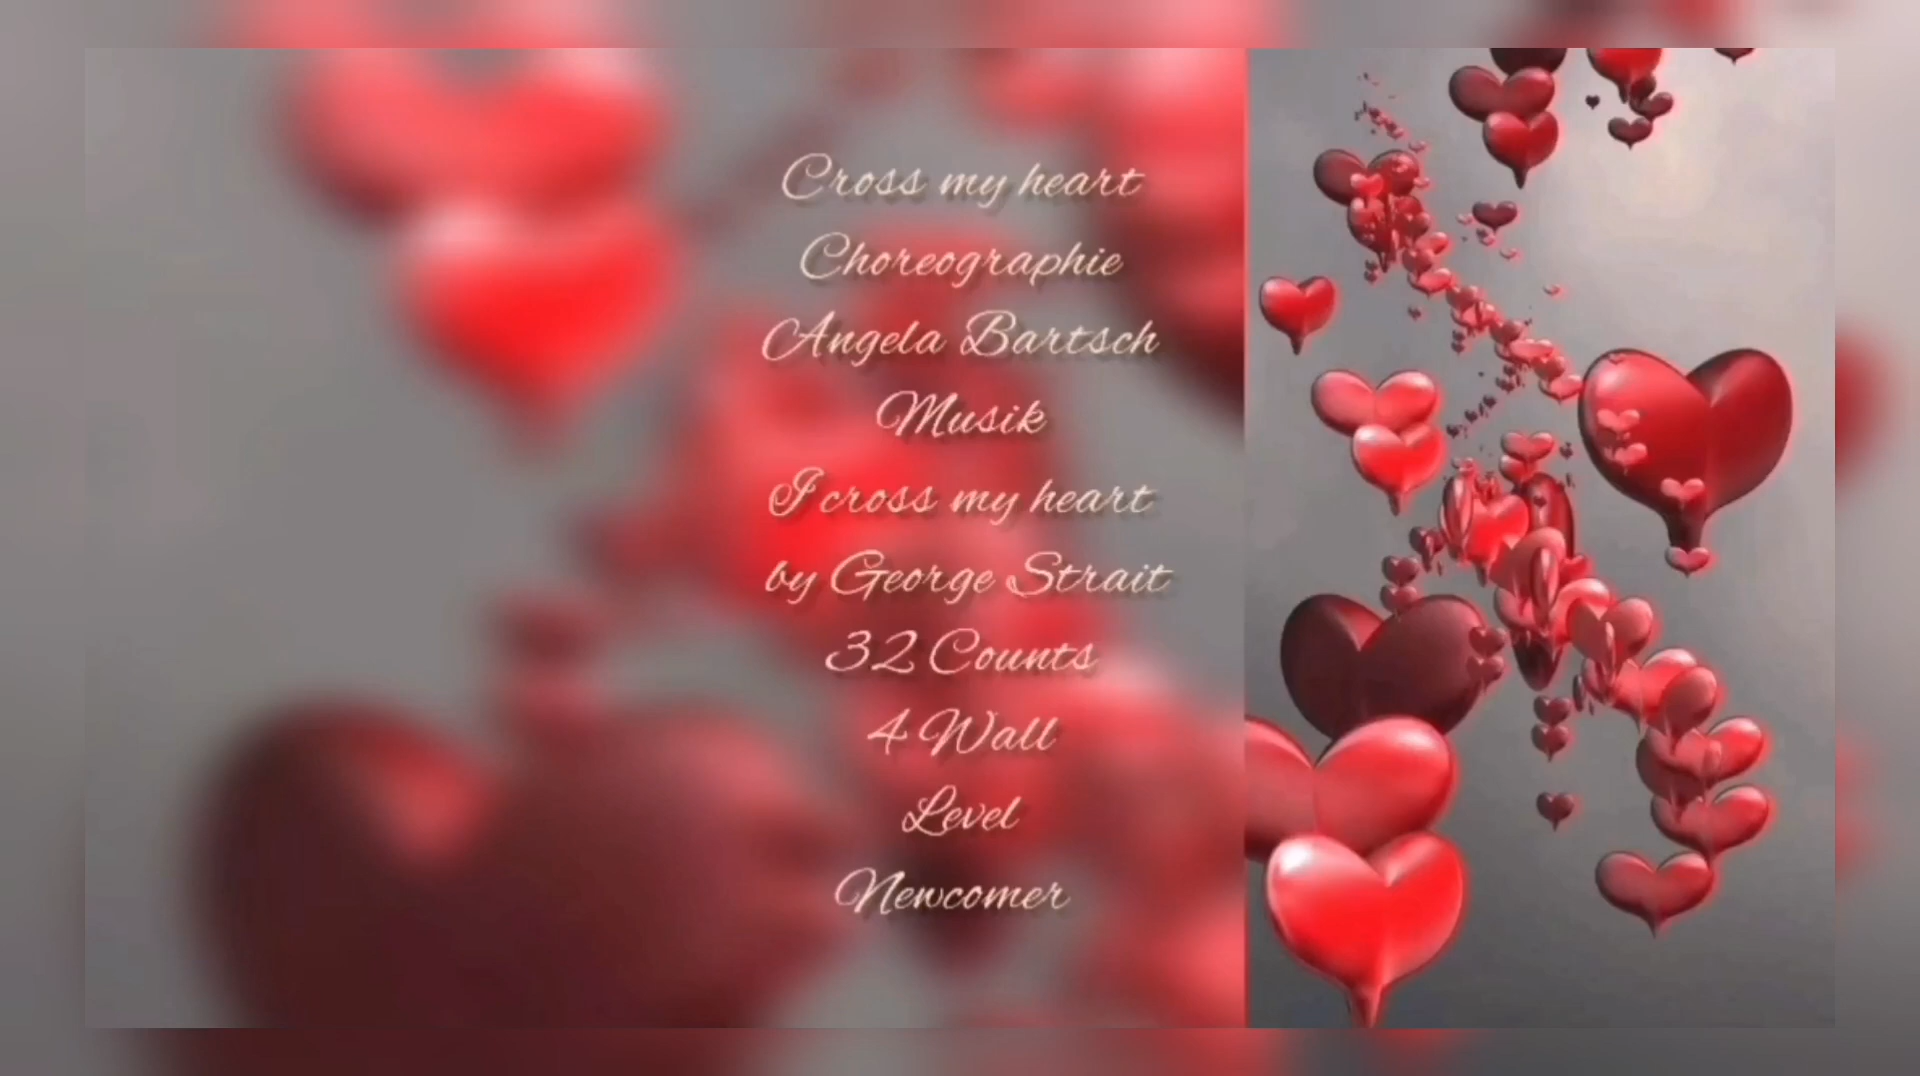 Cross my heart
Choreographie
Angela Bartsch
Musik
I cross my heart
by George Strait
32 Counts
4 Wall
Level
Newcomer